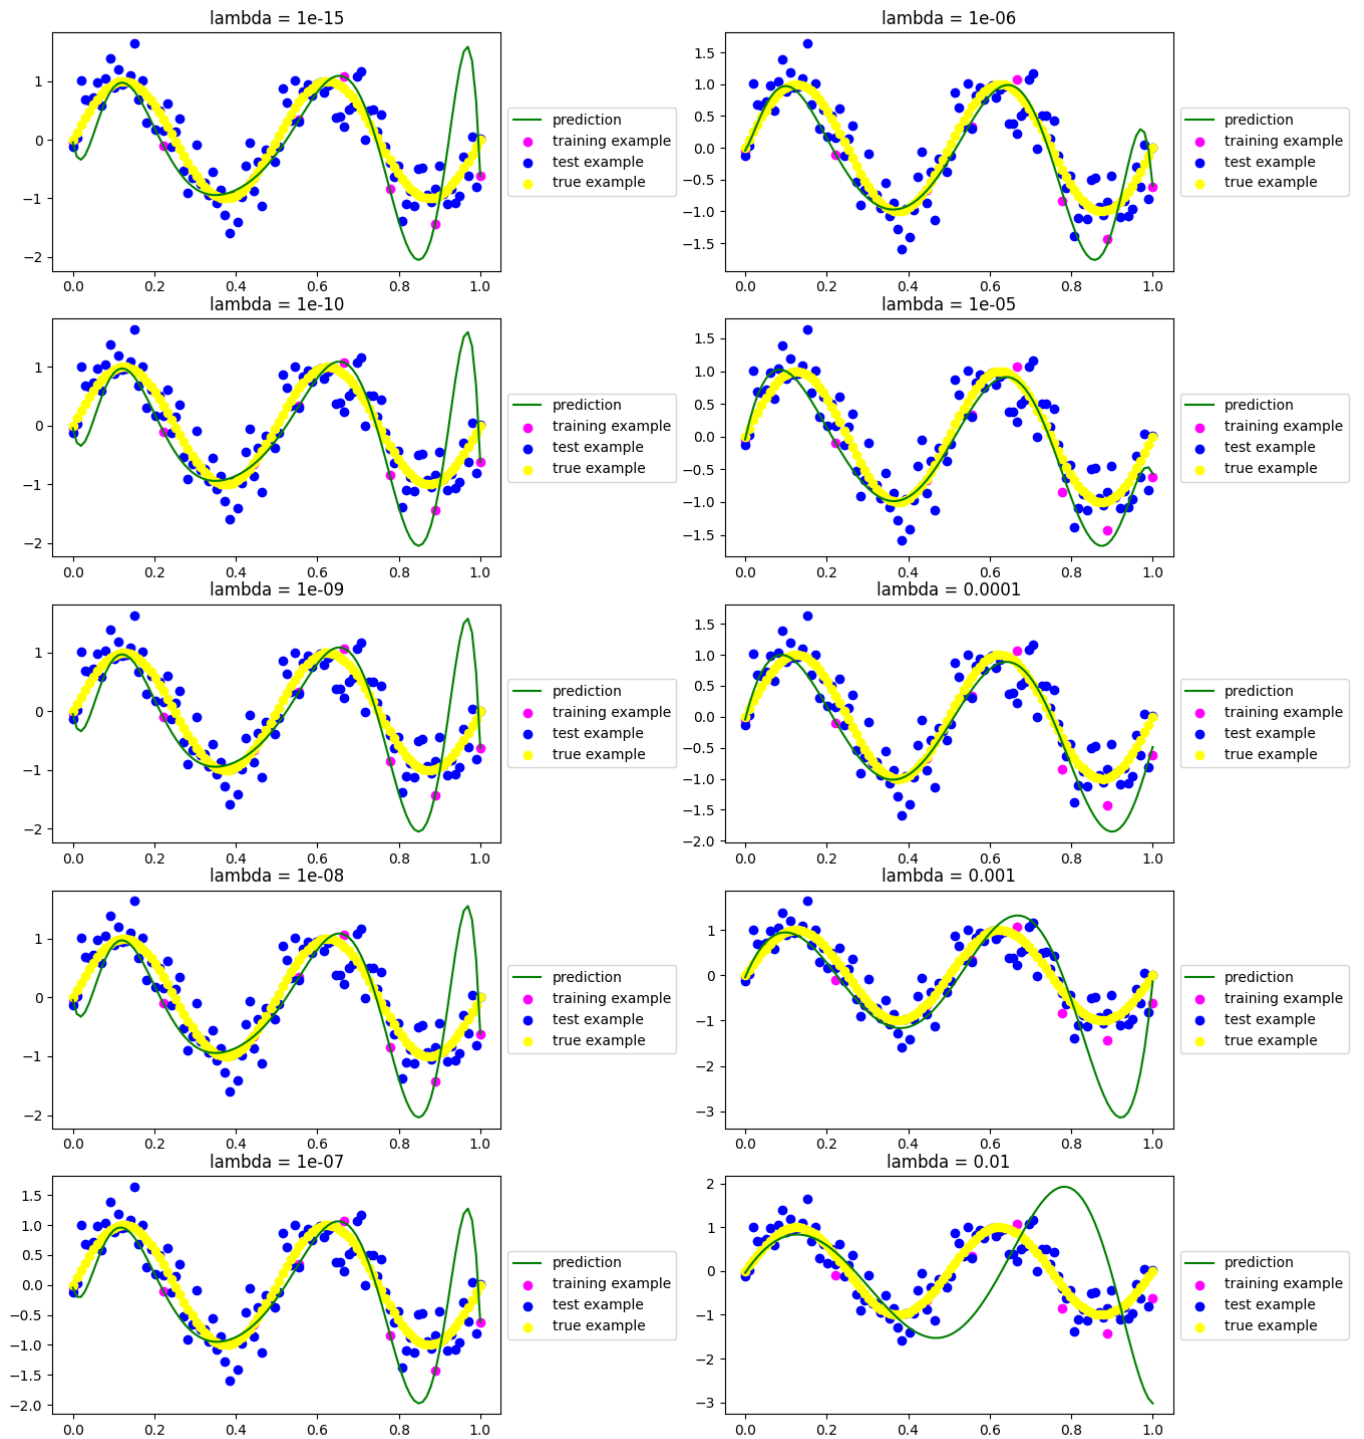 lambda = 1e-15
1
0
−1
−2
0.0 0.2 0.4 0.6 0.8 1.0
prediction
training example
test example
true example
lambda = 1e-06
1.5
1.0
0.5
0.0
−0.5
−1.0
−1.5
0.0 0.2 0.4 0.6 0.8 1.0
prediction
training example
test example
true example
lambda = 1e-10
1
0
−1
−2
0.0 0.2 0.4 0.6 0.8 1.0
prediction
training example
test example
true example
lambda = 1e-05
1.5
1.0
0.5
0.0
−0.5
−1.0
−1.5
0.0 0.2 0.4 0.6 0.8 1.0
prediction
training example
test example
true example
lambda = 1e-09
1
0
−1
−2
0.0 0.2 0.4 0.6 0.8 1.0
prediction
training example
test example
true example
lambda = 0.0001
1.5
1.0
0.5
0.0
−0.5
−1.0
−1.5
−2.0
0.0 0.2 0.4 0.6 0.8 1.0
prediction
training example
test example
true example
lambda = 1e-08
1
0
−1
−2
0.0 0.2 0.4 0.6 0.8 1.0
prediction
training example
test example
true example
lambda = 0.001
1
0
−1
−2
−3
0.0 0.2 0.4 0.6 0.8 1.0
prediction
training example
test example
true example
lambda = 1e-07
1.5
1.0
0.5
0.0
−0.5
−1.0
−1.5
−2.0
0.0 0.2 0.4 0.6 0.8 1.0
prediction
training example
test example
true example
lambda = 0.01
2
1
0
−1
−2
−3
0.0 0.2 0.4 0.6 0.8 1.0
prediction
training example
test example
true example